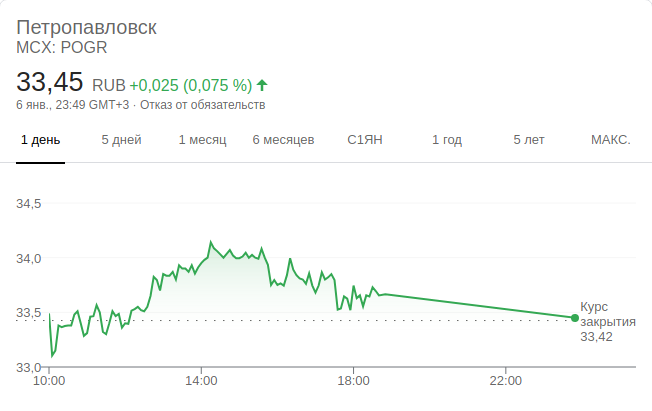 Петропавловск
MCX: POGR
33,45 RUB +0,025 (0,075 %)
6 янв., 23:49 GMT+3 · Отказ от обязательств
1 день 5 дней 1 месяц 6 месяцев С1ЯН 1 год 5 лет МАКС.
34,5
34,0
33,5
33,0
Курс
закрытия
33,42
10:00 14:00 18:00 22:00